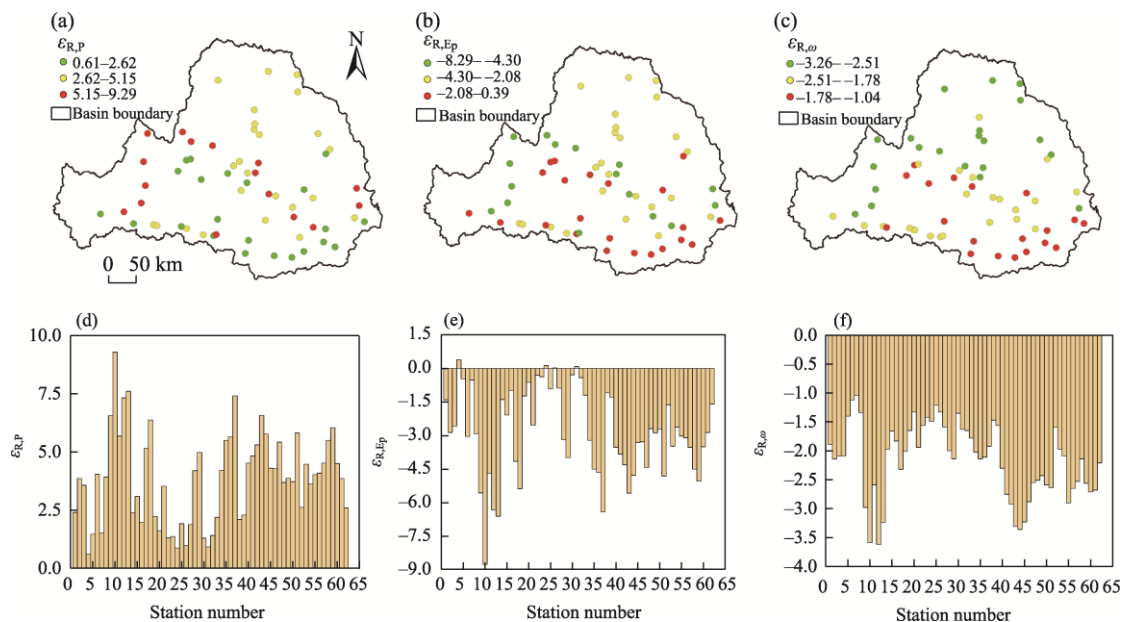 (a)
ε R,P
0.61–2.62
2.62–5.15
5.15–9.29
Basin boundary
N
0 50 km
(b)
ε R,Ep
–8.29– –4.30
–4.30– –2.08
–2.08–0.39
Basin boundary
(c)
ε R,ω
–3.26– –2.51
–2.51– –1.78
–1.78– –1.04
Basin boundary
(d)
ε R,P
10.0
7.5
5.0
2.5
0.0
0 5 10 15 20 25 30 35 40 45 50 55 60 65
Station number
(e)
ε R,Ep
1.5
0.0
–1.5
–3.0
–4.5
–6.0
–7.5
–9.0
0 5 10 15 20 25 30 35 40 45 50 55 60 65
Station number
(f)
ε R,ω
0.0
–0.5
–1.0
–1.5
–2.0
–2.5
–3.0
–3.5
–4.0
0 5 10 15 20 25 30 35 40 45 50 55 60 65
Station number